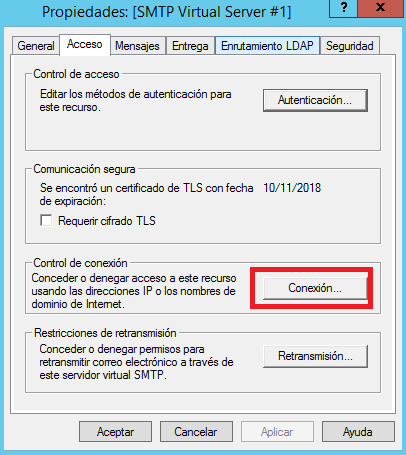 Propiedades: [SMTP Virtual Server #1]
? X
General Acceso Mensajes Entrega Enrutamiento LDAP Seguridad
Control de acceso
Editar los métodos de autenticación para
este recurso.
Autenticación...
Comunicación segura
Se encontró un certificado de TLS con fecha
de expiración:
10/11/2018
Requerir cifrado TLS
Control de conexión
Conceder o denegar acceso a este recurso
usando las direcciones IP o los nombres de
dominio de Internet.
Conexión...
Restricciones de retransmisión
Conceder o denegar permisos para
retransmitir correo electrónico a través de
este servidor virtual SMTP.
Retransmisión...
Aceptar Cancelar Aplicar Ayuda